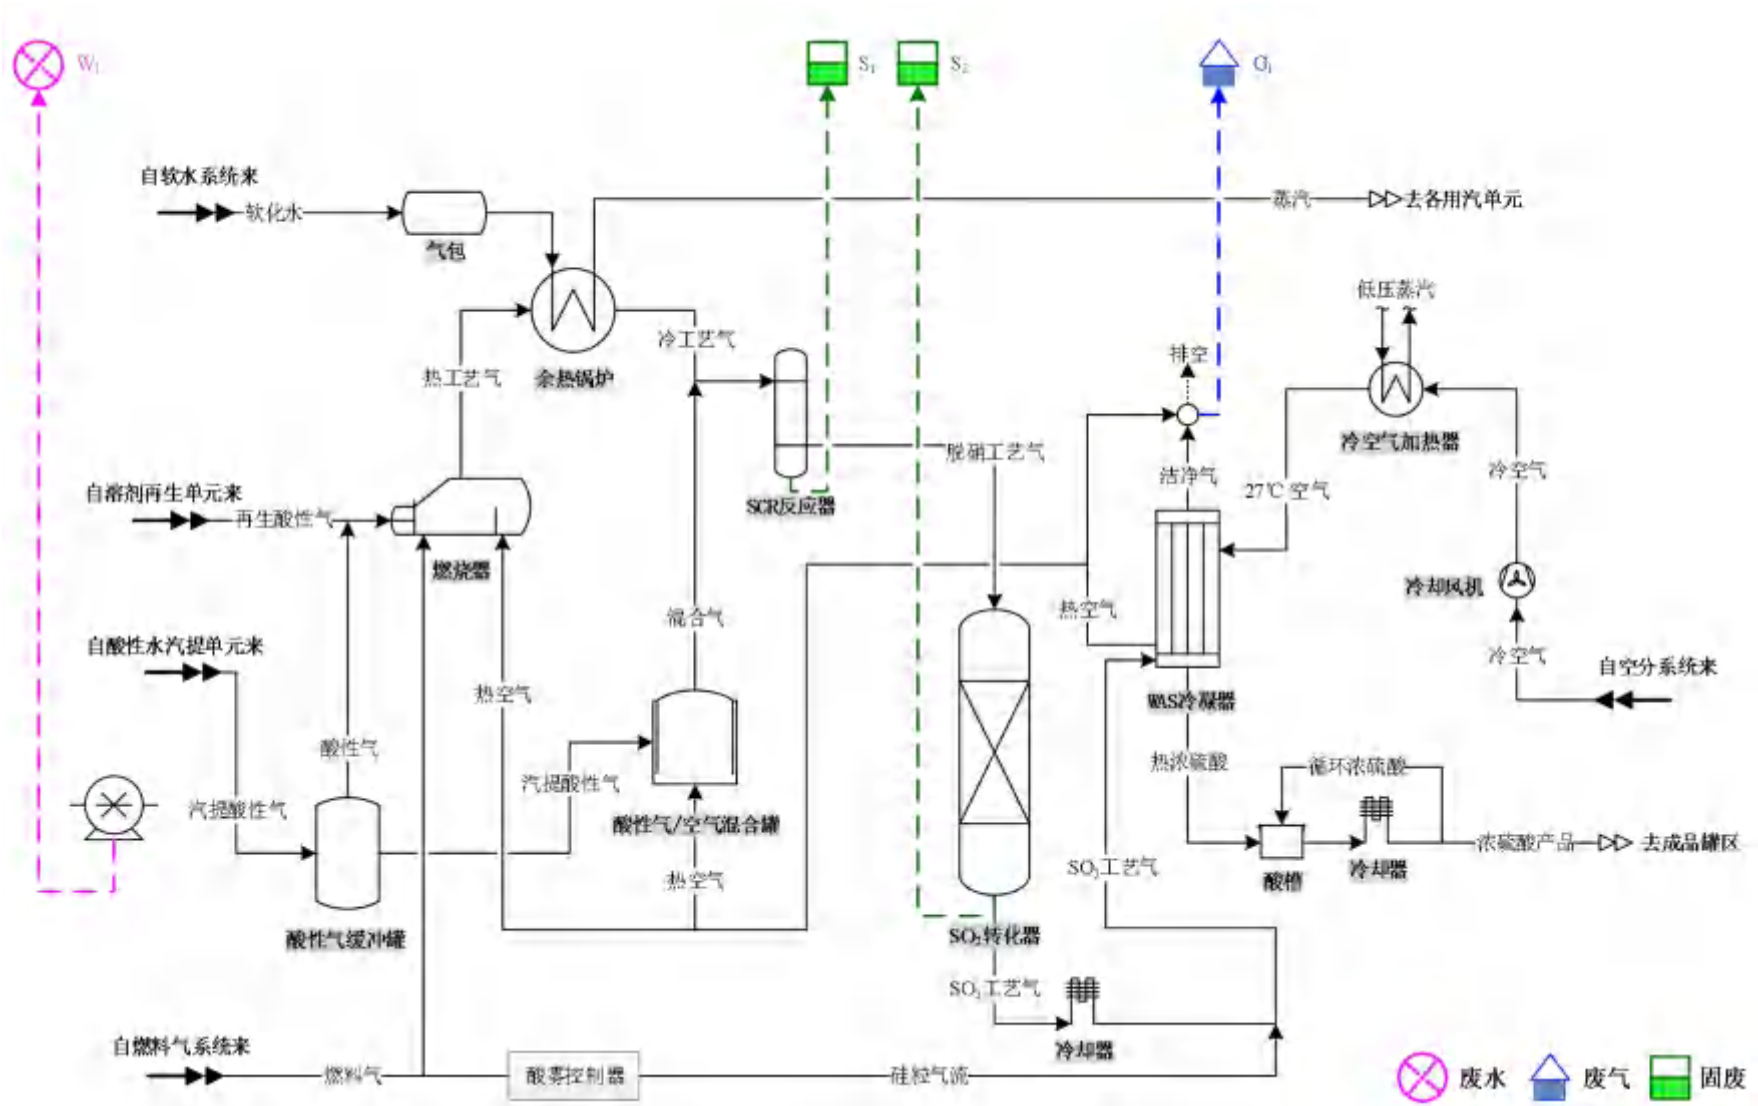 W₁
S₁
S₂
G₁
自软水系统来
软化水
气包
蒸汽
去各用汽单元
低压蒸汽
冷工艺气
热工艺气
余热锅炉
排空
冷空气加热器
脱硝工艺气
洁净气
27℃空气
冷空气
自溶剂再生单元来
再生酸性气
SCR反应器
燃烧器
冷却风机
热空气
混合气
自酸性水汽提单元来
冷空气
自空分系统来
热空气
WAS冷凝器
酸性气
热浓硫酸
循环浓硫酸
汽提酸性气
汽提酸性气
酸性气/空气混合罐
浓硫酸产品
去成品罐区
SO₃工艺气
热空气
酸槽
冷却器
酸性气缓冲罐
SO₂转化器
SO₃工艺气
冷却器
自燃料气系统来
燃料气
酸雾控制器
硅粒气流
废水
废气
固废